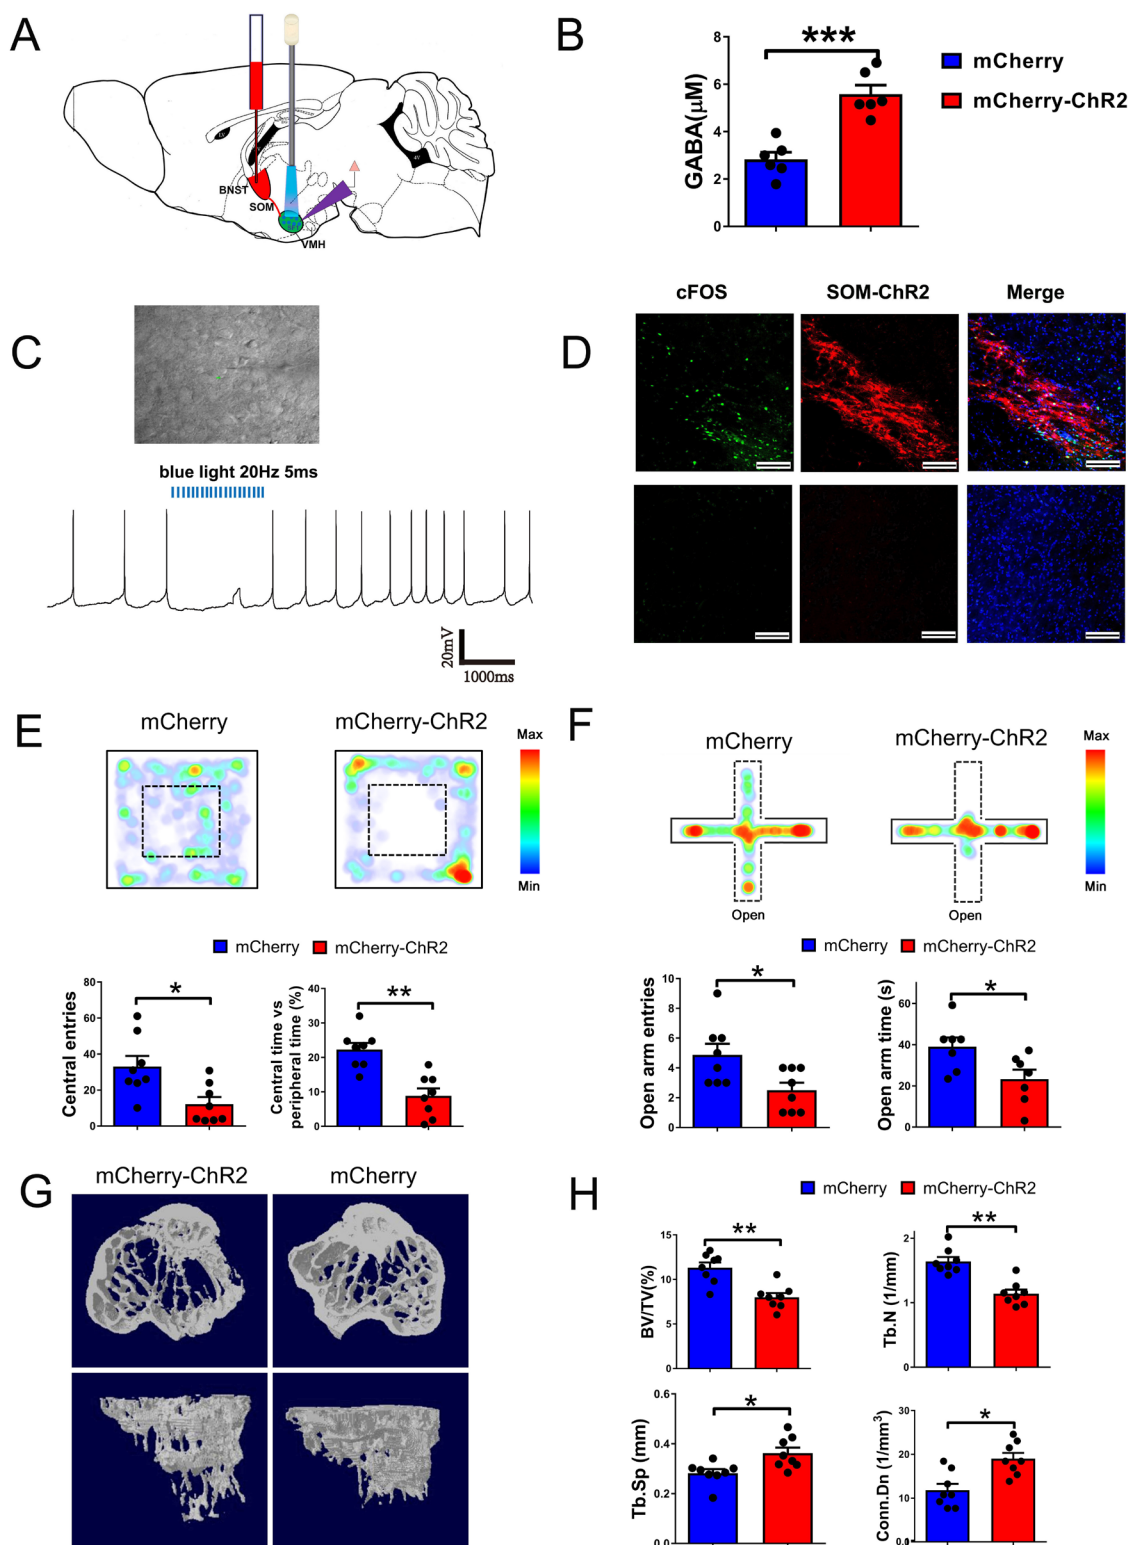 A
BNST
SOM
VMH
B
***
GABA(μM)
8
6
4
2
0
mCherry
mCherry-ChR2
C
blue light 20Hz 5ms
20mV
1000ms
D
cFOS
SOM-ChR2
Merge
E
mCherry
mCherry-ChR2
Max
Min
mCherry
mCherry-ChR2
Central entries
80
60
40
20
0
*
Central time vs
peripheral time (%)
40
30
20
10
0
**
F
mCherry
mCherry-ChR2
Open
Open
Max
Min
mCherry
mCherry-ChR2
Open arm entries
10
8
6
4
2
0
*
Open arm time (s)
60
40
20
0
*
G
mCherry-ChR2
mCherry
H
mCherry
mCherry-ChR2
BV/TV(%)
15
10
5
0
**
Tb.N (1/mm)
2
1
0
**
Tb.Sp (mm)
0.6
0.4
0.2
0.0
*
Conn.Dn (1/mm³)
30
20
10
*